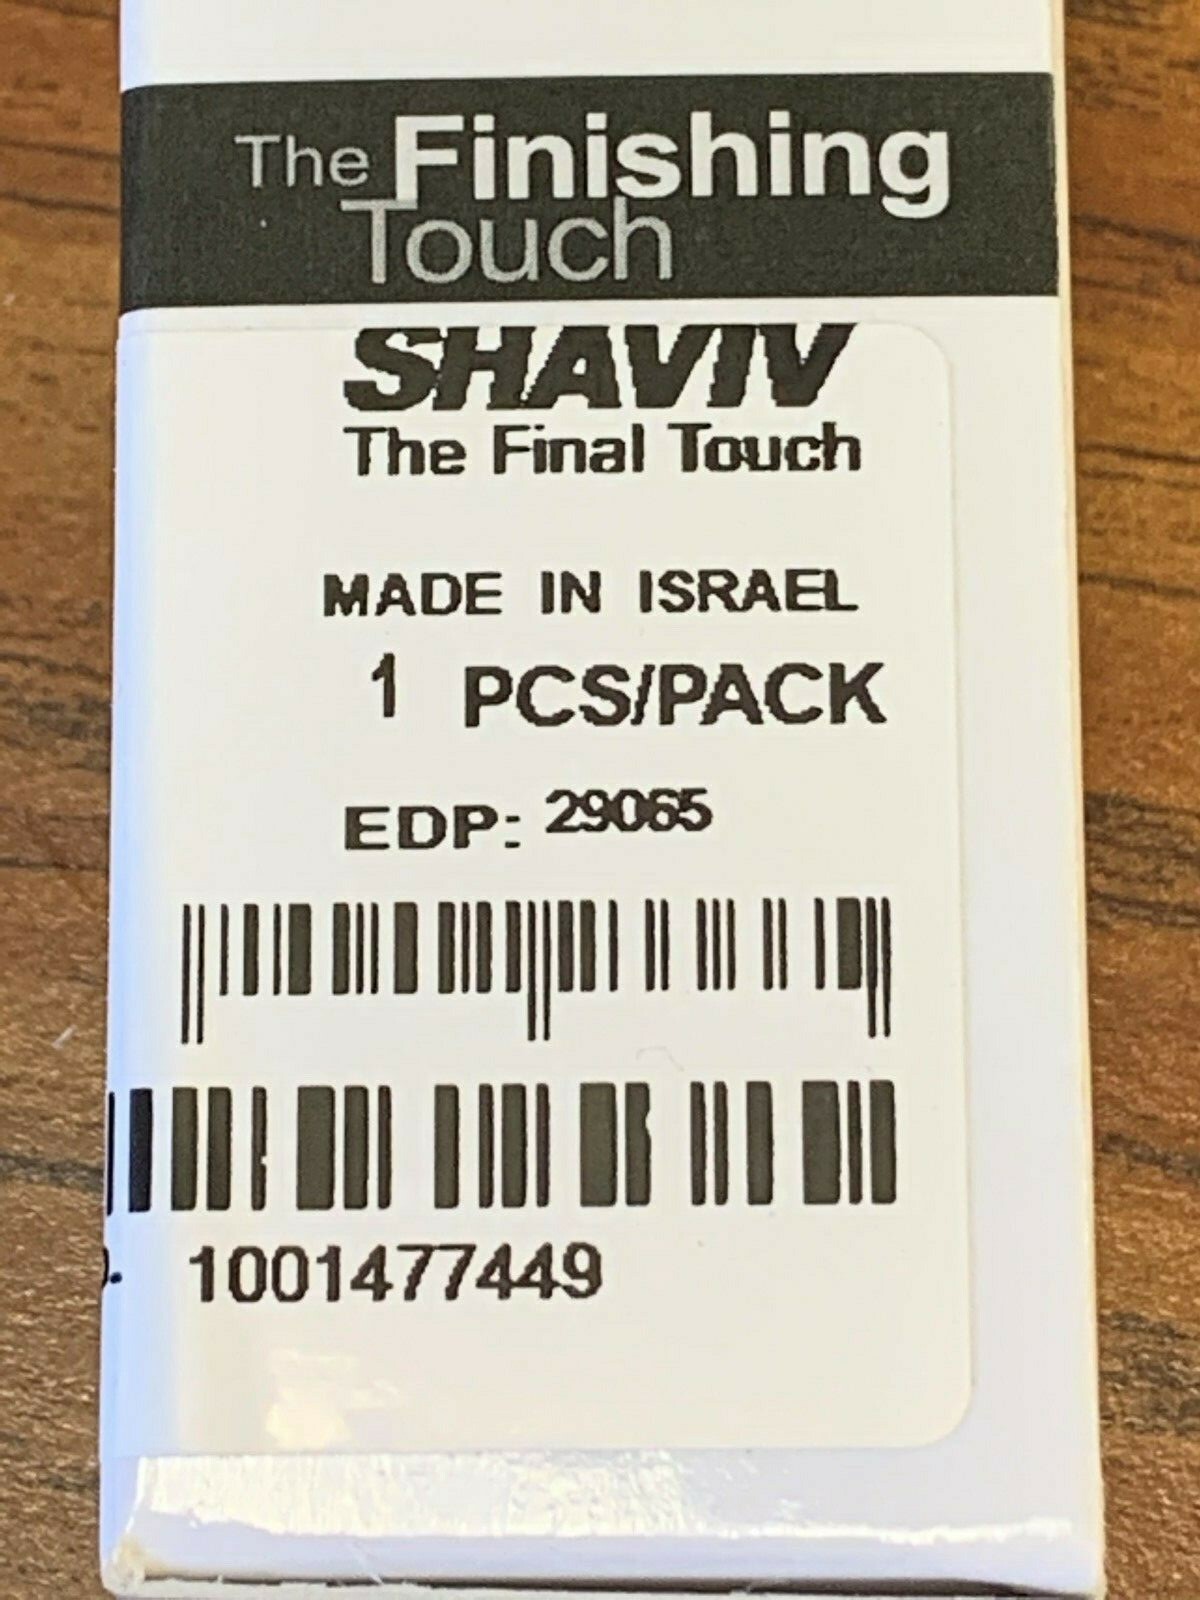 The Finishing
Touch
SHAVIV
The Final Touch
MADE IN ISRAEL
1 PCS/PACK
EDP: 29065
1001477449